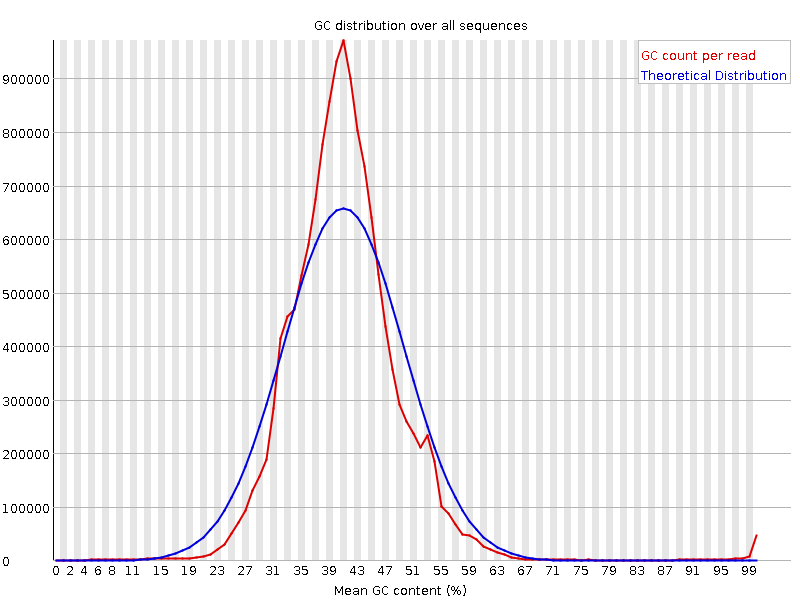 GC distribution over all sequences
GC count per read
Theoretical Distribution
900000
800000
700000
600000
500000
400000
300000
200000
100000
0
0 2 4 6 8 11 15 19 23 27 31 35 39 43 47 51 55 59 63 67 71 75 79 83 87 91 95 99
Mean GC content (%)